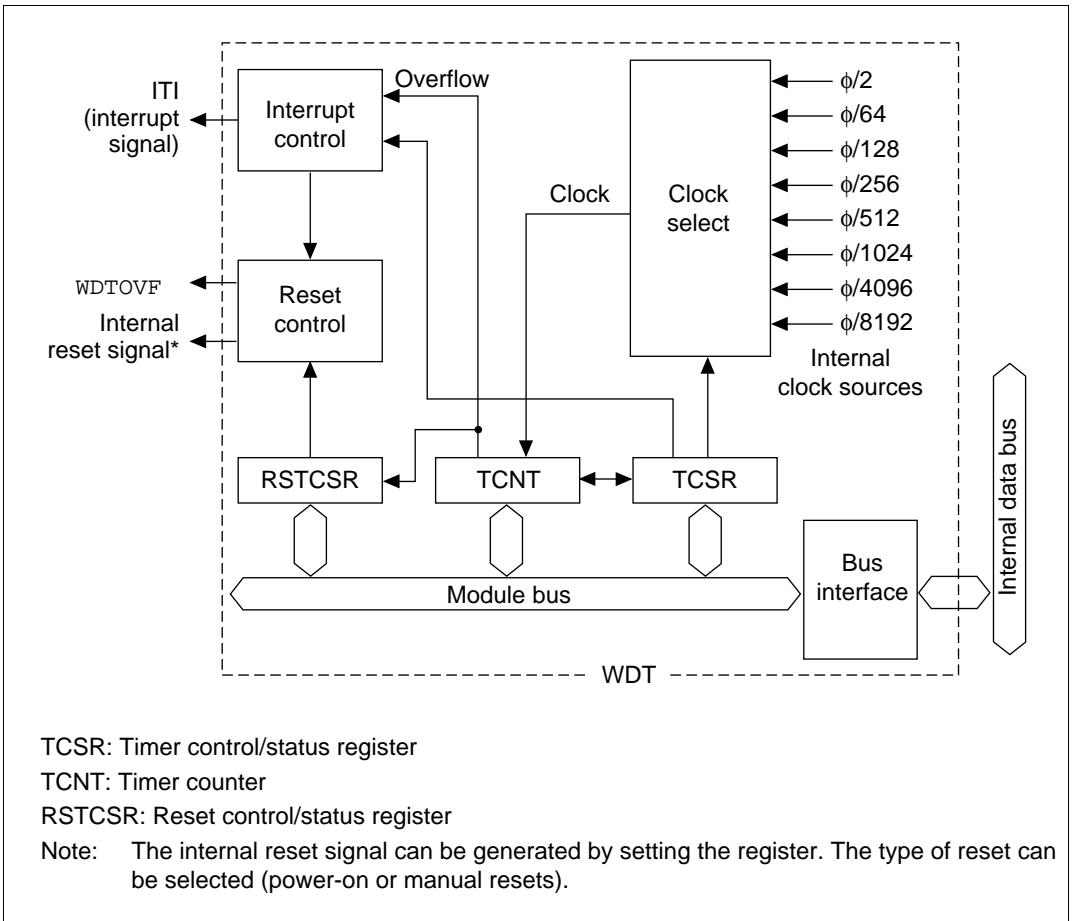 ITI
(interrupt
signal)
Interrupt
control
Overflow
WDTOVF
Internal
reset signal*
Reset
control
Clock
Clock
select
ϕ/2
ϕ/64
ϕ/128
ϕ/256
ϕ/512
ϕ/1024
ϕ/4096
ϕ/8192
Internal
clock sources
RSTCSR
TCNT
TCSR
Module bus
Bus
interface
Internal data bus
WDT
TCSR: Timer control/status register
TCNT: Timer counter
RSTCSR: Reset control/status register
Note: The internal reset signal can be generated by setting the register. The type of reset can
be selected (power-on or manual resets).